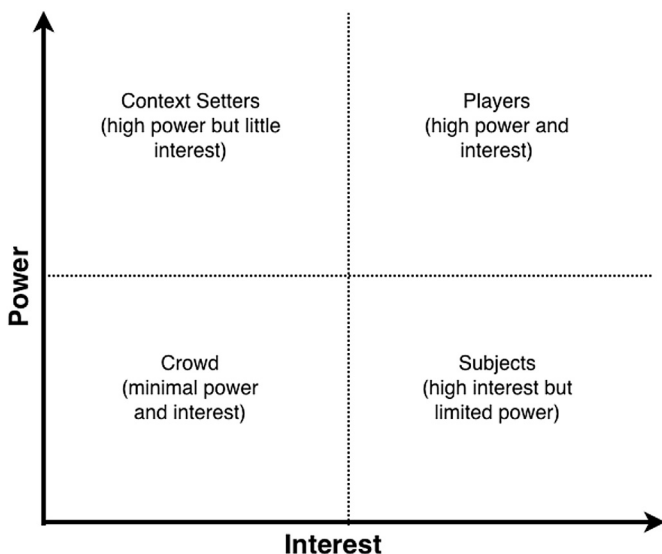 Context Setters
(high power but little
interest)
Players
(high power and
interest)
Power
Crowd
(minimal power
and interest)
Subjects
(high interest but
limited power)
Interest